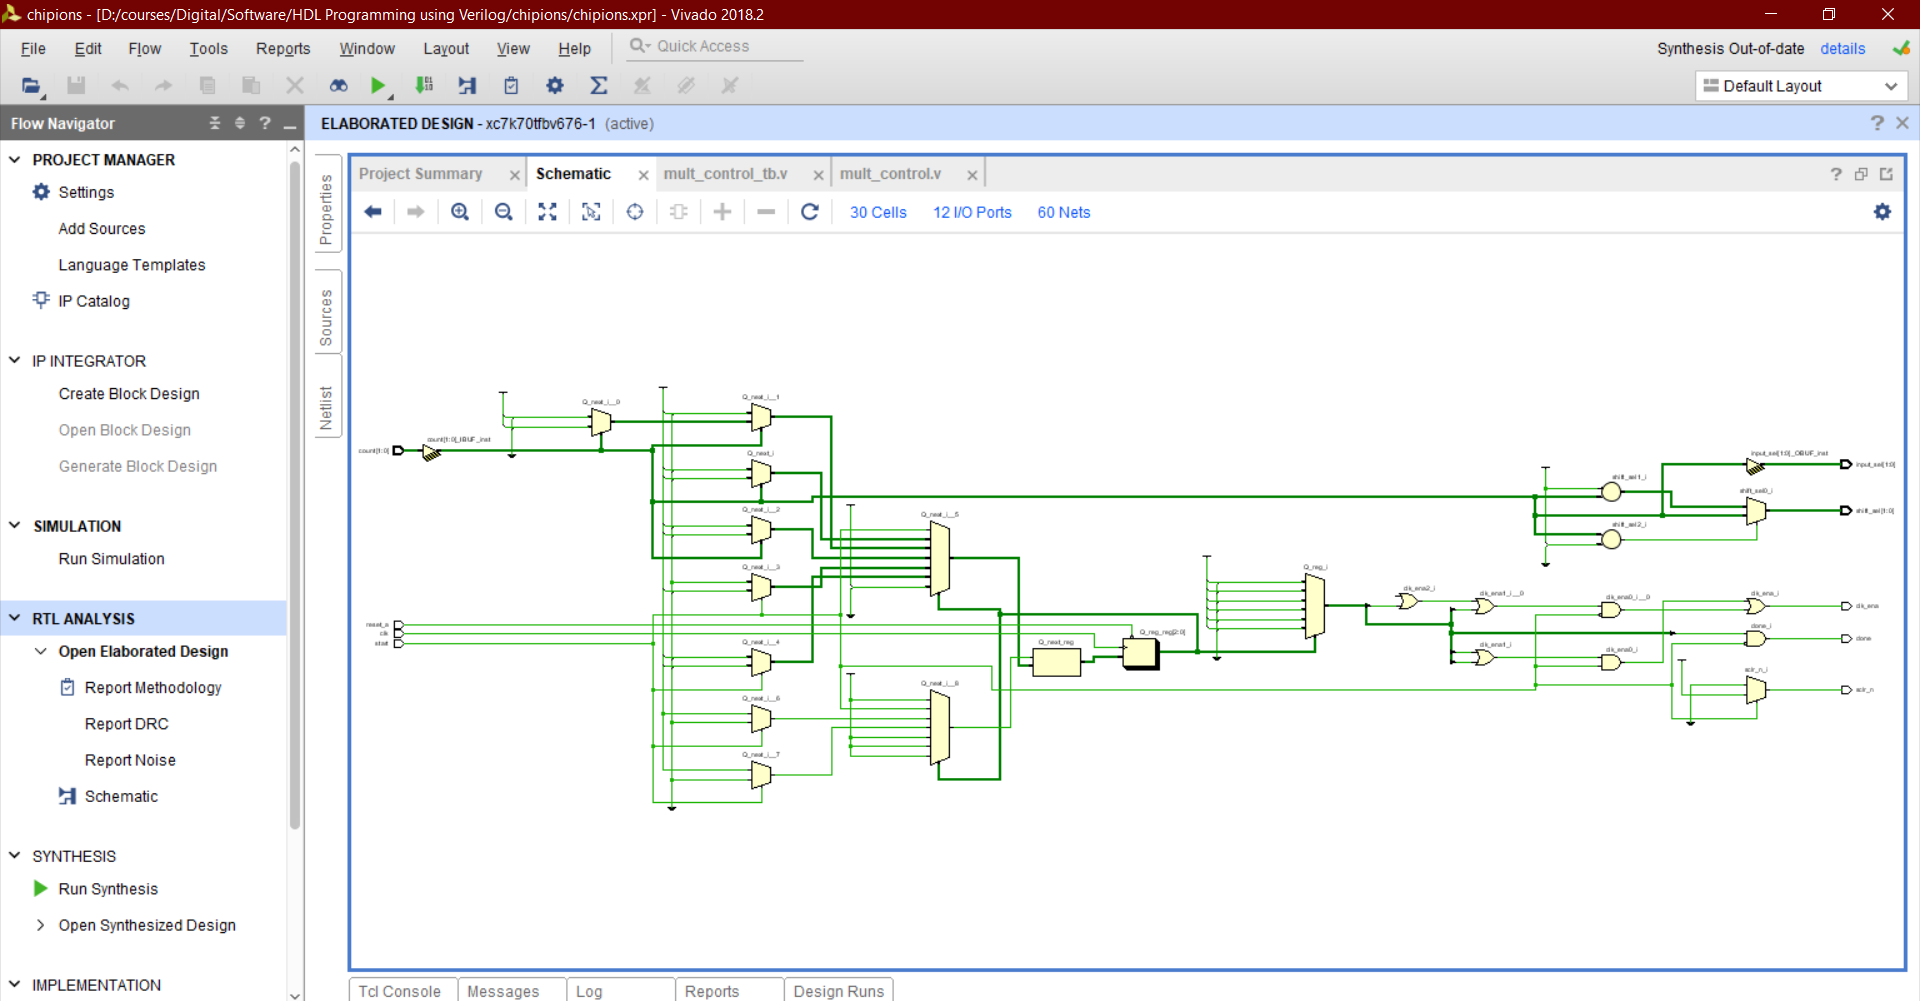 chipions - [D:/courses/Digital/Software/HDL Programming using Verilog/chipions/chipions.xpr] - Vivado 2018.2
File Edit Flow Tools Reports Window Layout View Help Quick Access
Synthesis Out-of-date details
Default Layout
Flow Navigator
ELABORATED DESIGN - xc7k70tfbv676-1 (active)
PROJECT MANAGER
Settings
Add Sources
Language Templates
IP Catalog
IP INTEGRATOR
Create Block Design
Open Block Design
Generate Block Design
SIMULATION
Run Simulation
RTL ANALYSIS
Open Elaborated Design
Report Methodology
Report DRC
Report Noise
Schematic
SYNTHESIS
Run Synthesis
Open Synthesized Design
IMPLEMENTATION
Properties
Sources
Netlist
Project Summary
Schematic
mult_control_tb.v
mult_control.v
30 Cells 12 I/O Ports 60 Nets
count[1:0]
count[1:0]_IBUF_inst
reset_a
clk
start
Q_next_i__0
Q_next_i__1
Q_next_i
Q_next_i__2
Q_next_i__3
Q_next_i__4
Q_next_i__6
Q_next_i__7
Q_next_i__5
Q_next_i__8
Q_next_reg
Q_reg_reg[2:0]
Q_reg_i
clk_ena2_i
clk_ena1_i__0
clk_ena1_i
clk_ena0_i__0
clk_ena0_i
shift_sel1_i
shift_sel2_i
input_sel[1:0]_OBUF_inst
shift_sel0_i
clk_ena_i
done_i
sclr_n_i
input_sel[1:0]
shift_sel[1:0]
clk_ena
done
sclr_n
Tcl Console
Messages
Log
Reports
Design Runs